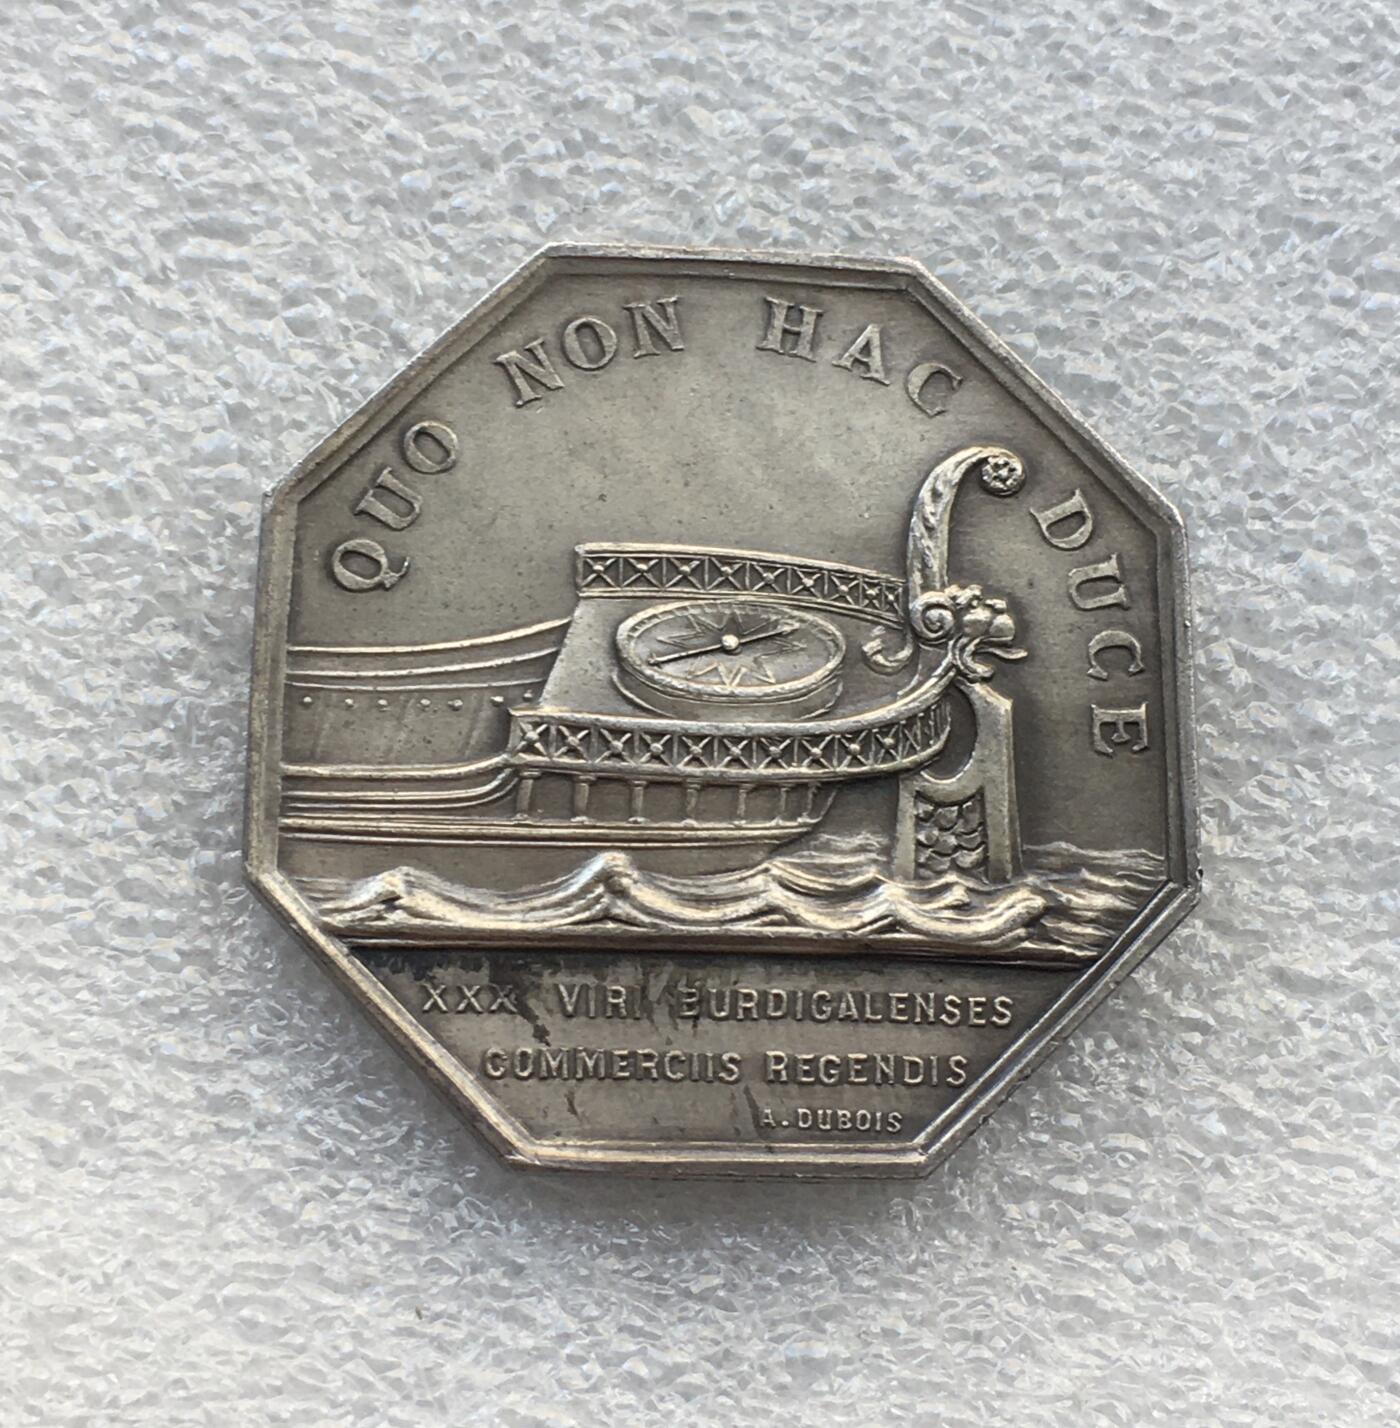 QUO NON HAC DUCE
XXX VIRI BURDIGALENSES
COMMERCIIS REGENDIS
A. DUBOIS